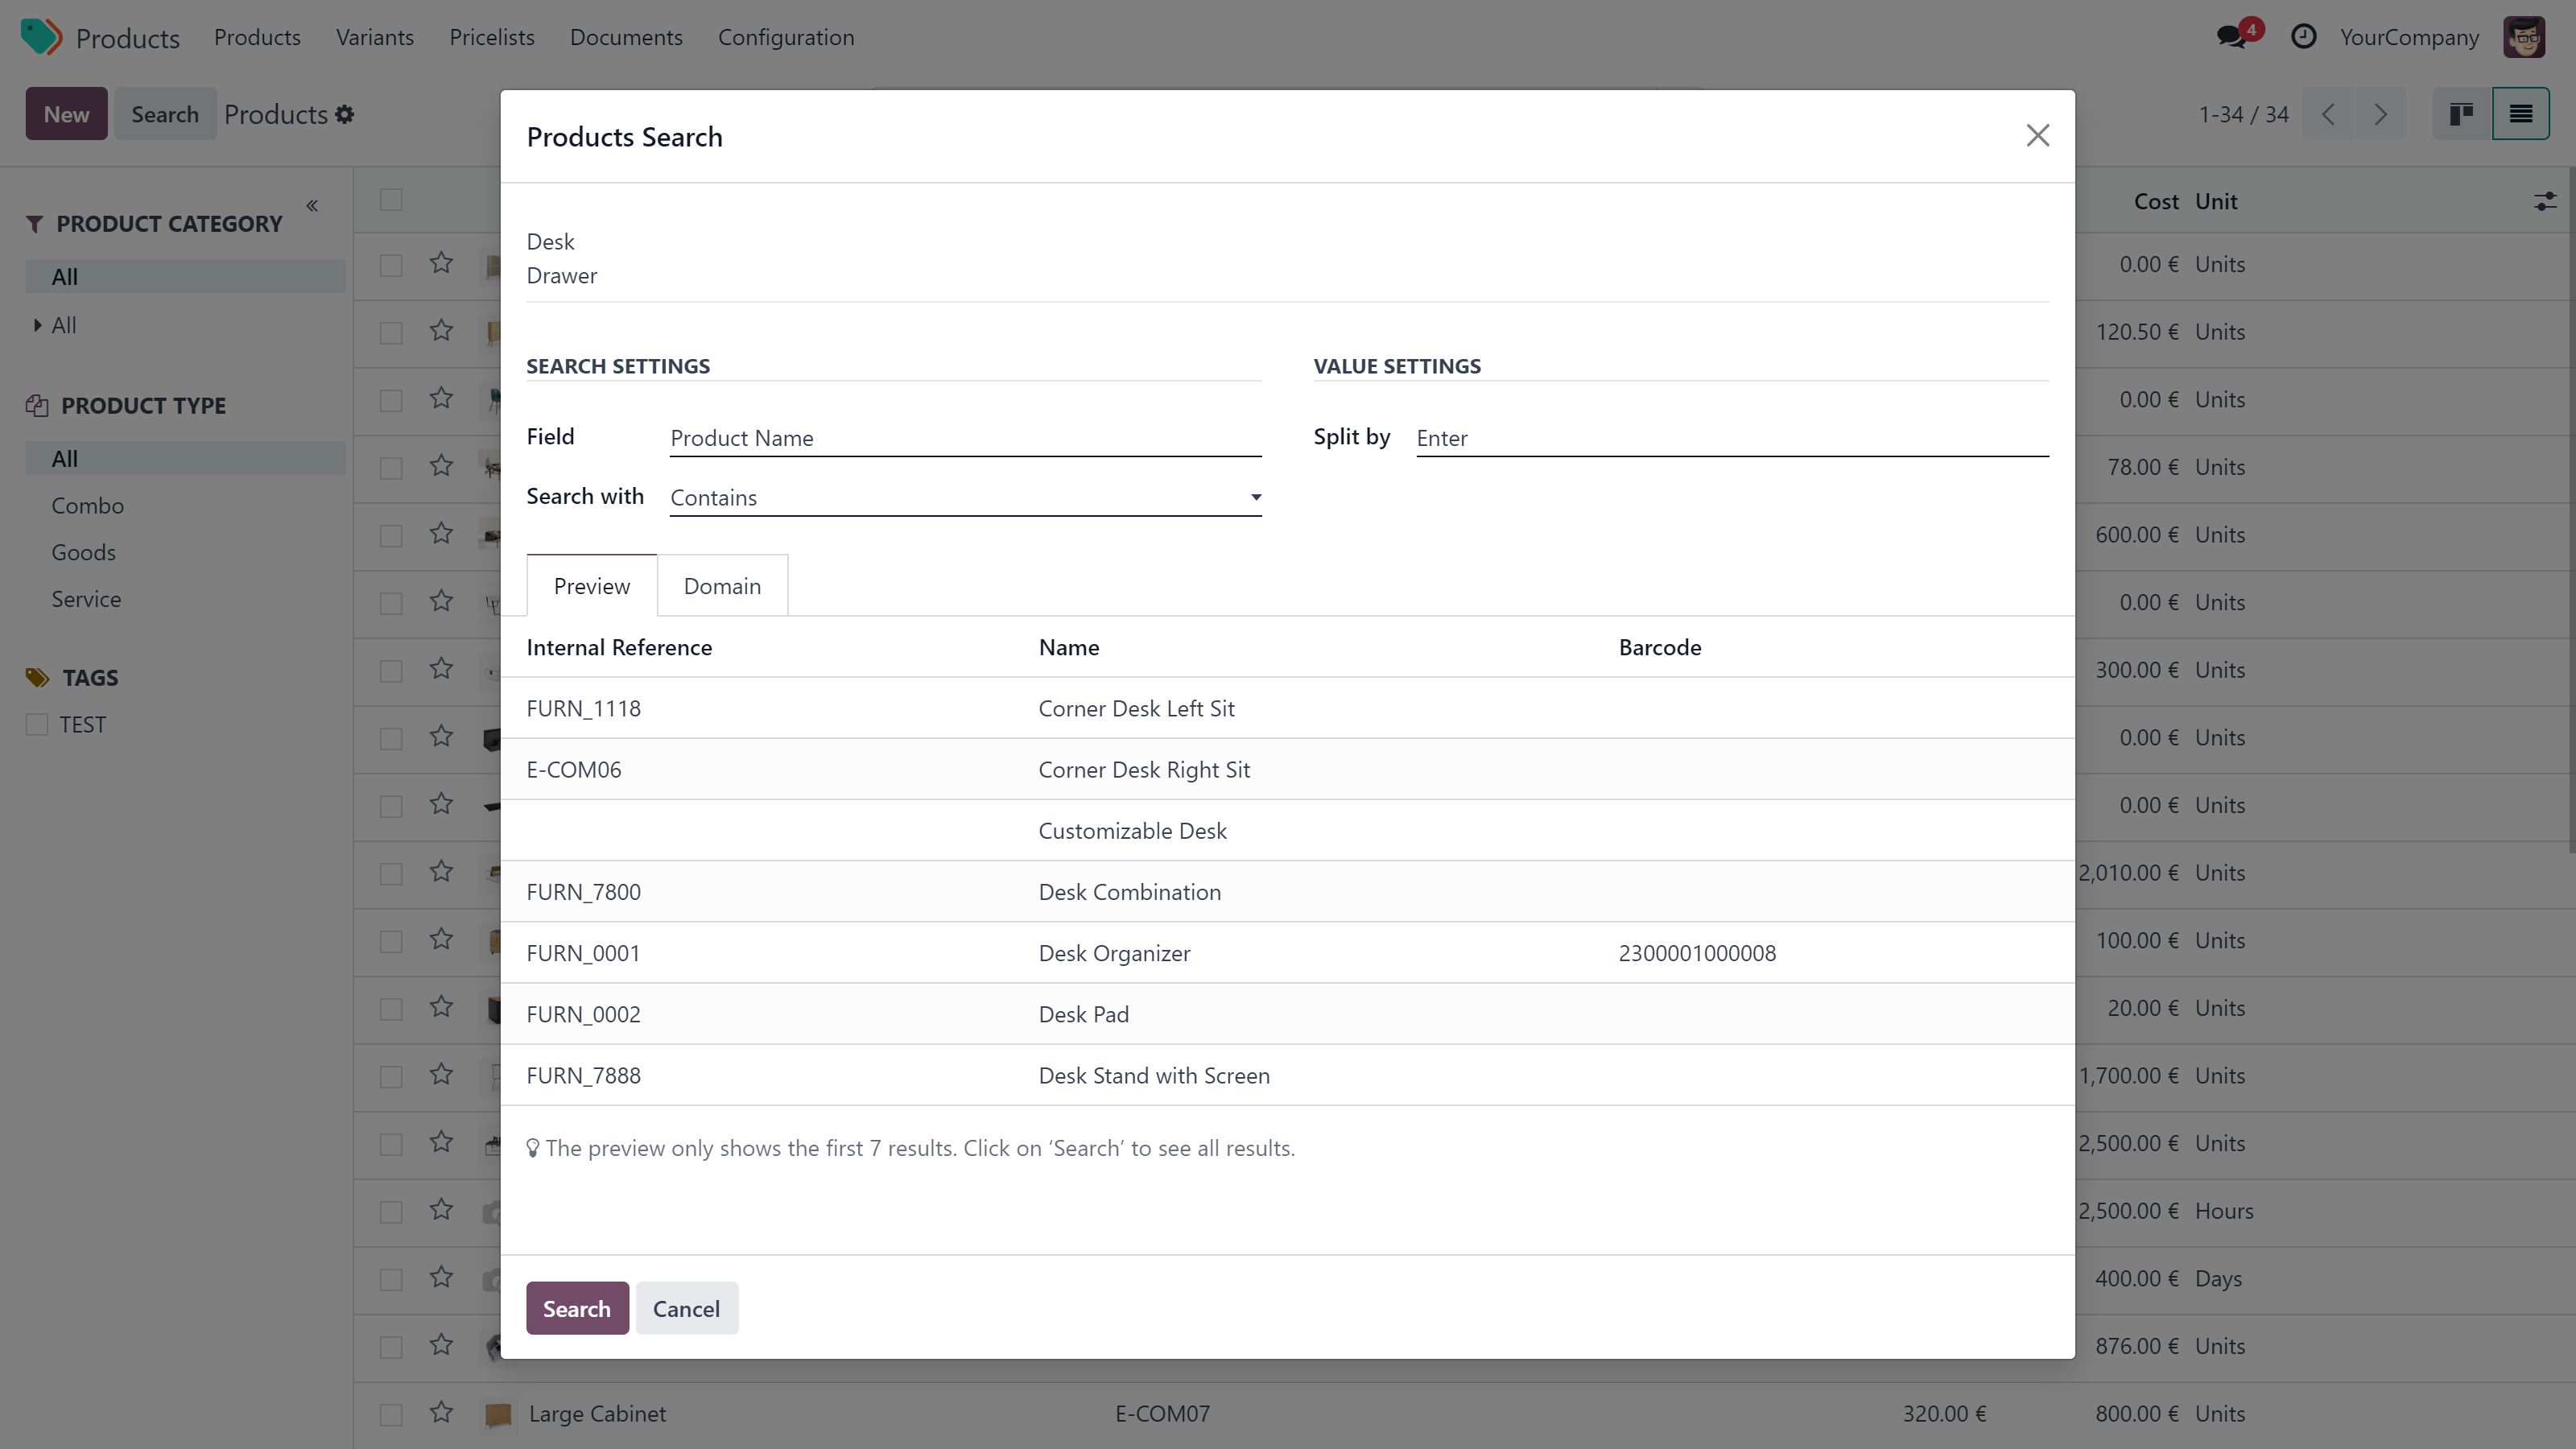 Products Products Variants Pricelists Documents Configuration 4 YourCompany
New Search Products 1-34 / 34
Products Search
Desk
Drawer
SEARCH SETTINGS VALUE SETTINGS
Field Product Name Split by Enter
Search with Contains
Preview Domain
Internal Reference Name Barcode
FURN_1118 Corner Desk Left Sit
E-COM06 Corner Desk Right Sit
Customizable Desk
FURN_7800 Desk Combination
FURN_0001 Desk Organizer 2300001000008
FURN_0002 Desk Pad
FURN_7888 Desk Stand with Screen
The preview only shows the first 7 results. Click on ‘Search’ to see all results.
Search Cancel
PRODUCT CATEGORY
All
All
PRODUCT TYPE
All
Combo
Goods
Service
TAGS
TEST
Cost Unit
0.00 € Units
120.50 € Units
0.00 € Units
78.00 € Units
600.00 € Units
0.00 € Units
300.00 € Units
0.00 € Units
0.00 € Units
2,010.00 € Units
100.00 € Units
20.00 € Units
1,700.00 € Units
2,500.00 € Units
2,500.00 € Hours
400.00 € Days
876.00 € Units
Large Cabinet E-COM07 320.00 € 800.00 € Units